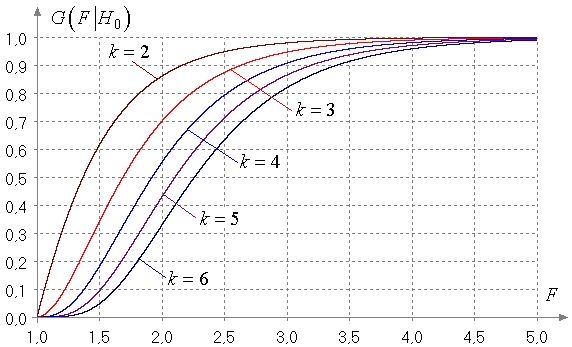 G(F|H₀)
1,0
k = 2
0,9
0,8
k = 3
0,7
0,6
k = 4
0,5
0,4
k = 5
0,3
0,2
k = 6
0,1
F
0,0
1,0 1,5 2,0 2,5 3,0 3,5 4,0 4,5 5,0